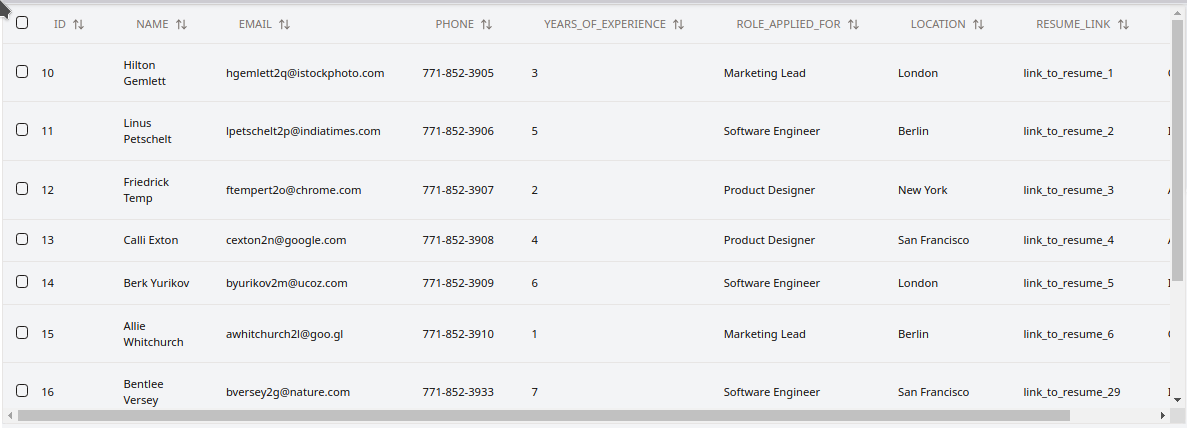 ID NAME EMAIL PHONE YEARS_OF_EXPERIENCE ROLE_APPLIED_FOR LOCATION RESUME_LINK
10 Hilton Gemlett hgemlett2q@istockphoto.com 771-852-3905 3 Marketing Lead London link_to_resume_1
11 Linus Petschelt lpetschelt2p@indiatimes.com 771-852-3906 5 Software Engineer Berlin link_to_resume_2
12 Friedrick Temp ftempert2o@chrome.com 771-852-3907 2 Product Designer New York link_to_resume_3
13 Calli Exton cexton2n@google.com 771-852-3908 4 Product Designer San Francisco link_to_resume_4
14 Berk Yurikov byurikov2m@ucoz.com 771-852-3909 6 Software Engineer London link_to_resume_5
15 Allie Whitchurch awhitchurch2l@goo.gl 771-852-3910 1 Marketing Lead Berlin link_to_resume_6
16 Bentlee Versey bversey2g@nature.com 771-852-3933 7 Software Engineer San Francisco link_to_resume_29